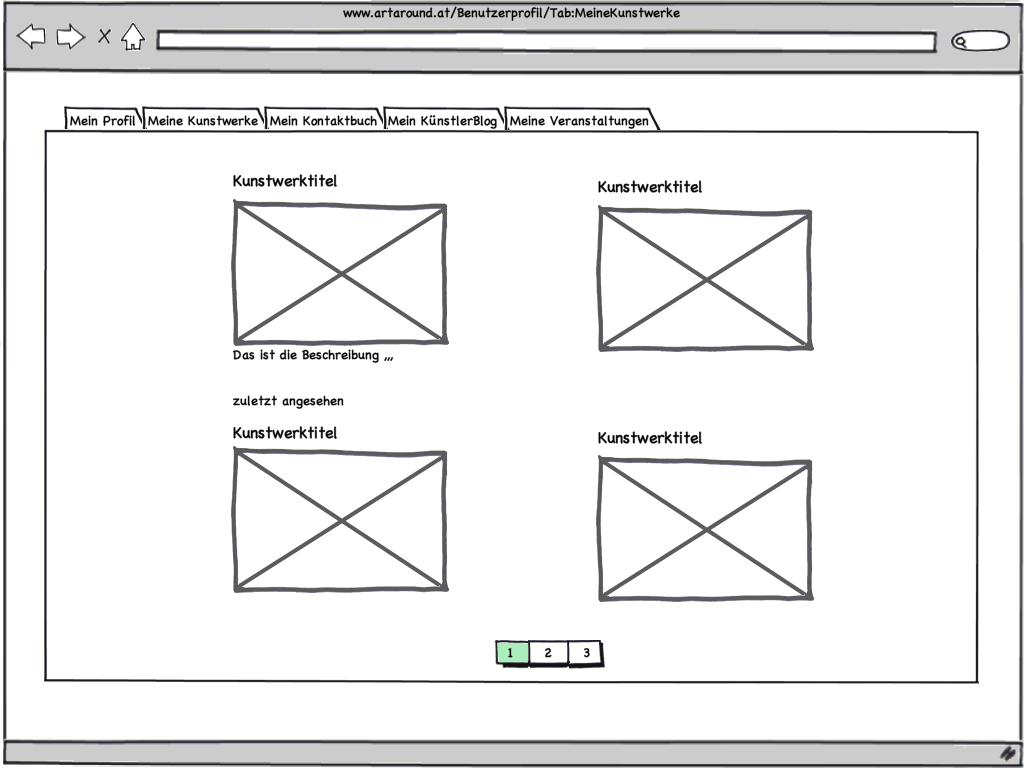 www.artaround.at/Benutzerprofil/Tab:MeineKunstwerke
Mein Profil Meine Kunstwerke Mein Kontaktbuch Mein KünstlerBlog Meine Veranstaltungen
Kunstwerktitel
Kunstwerktitel
Das ist die Beschreibung ,,,
zuletzt angesehen
Kunstwerktitel
Kunstwerktitel
1 2 3